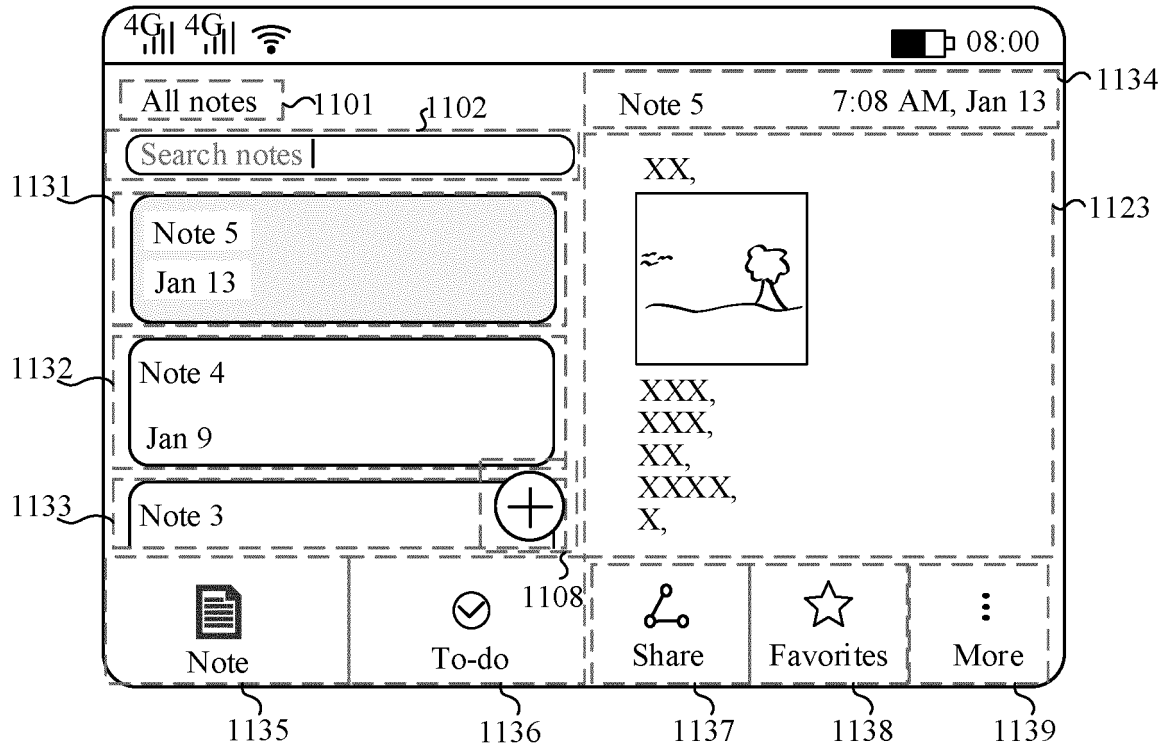 4G 4G 08:00
All notes
1101
1102
Search notes
1131
Note 5
Jan 13
1132
Note 4
Jan 9
1133
Note 3
1108
Note 5 7:08 AM, Jan 13
1134
XX,
1123
XXX,
XXX,
XX,
XXXX,
X,
Note To-do Share Favorites More
1135 1136 1137 1138 1139